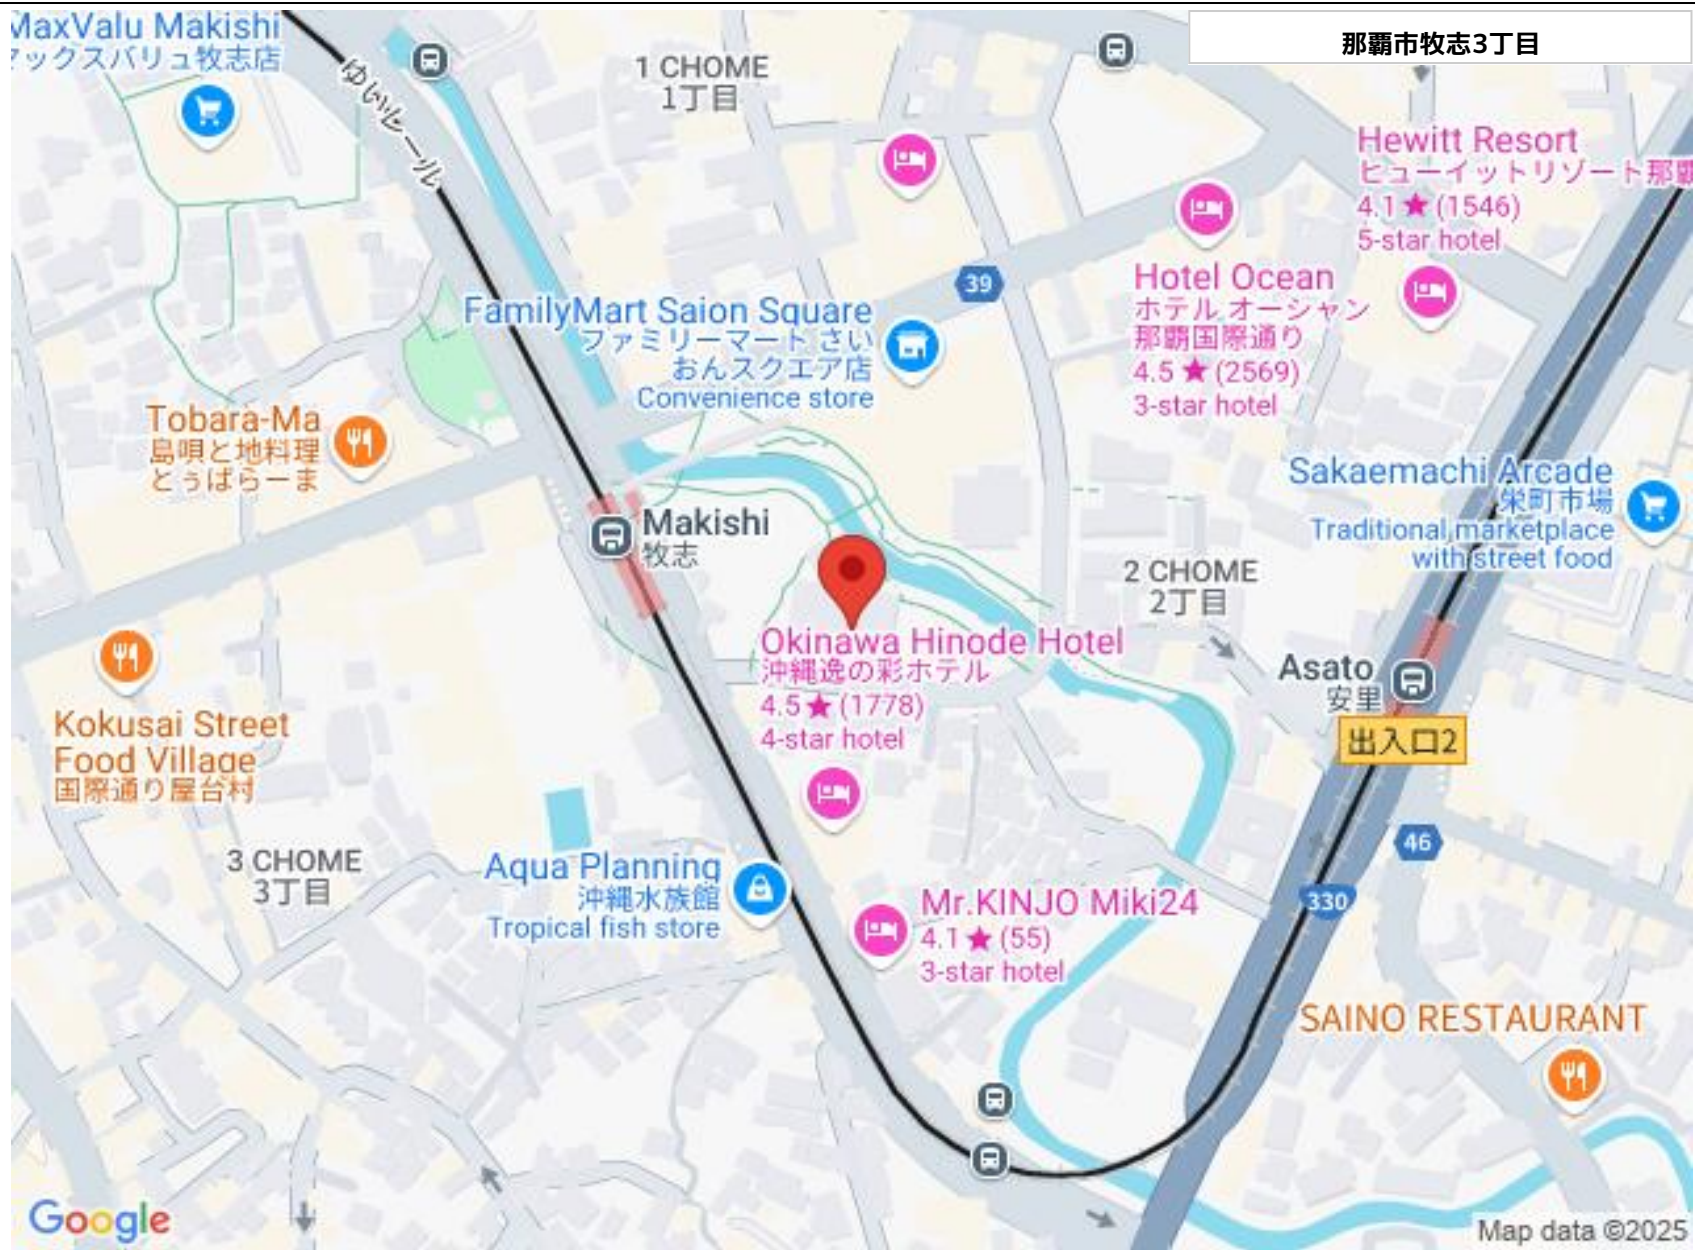 MaxValu Makishi
マックスバリュ牧志店
那覇市牧志3丁目
1 CHOME
1丁目
ゆいレール
Hewitt Resort
ヒューイットリゾート那覇
4.1★(1546)
5-star hotel
Hotel Ocean
ホテル オーシャン
那覇国際通り
4.5★(2569)
3-star hotel
39
FamilyMart Saion Square
ファミリーマート さい
おんスクエア店
Convenience store
Tobara-Ma
島唄と地料理
とぅばらーま
Sakaemachi Arcade
栄町市場
Traditional marketplace
with street food
Makishi
牧志
2 CHOME
2丁目
Okinawa Hinode Hotel
沖縄逸の彩ホテル
4.5★(1778)
4-star hotel
Asato
安里
出入口2
Kokusai Street
Food Village
国際通り屋台村
46
3 CHOME
3丁目
Aqua Planning
沖縄水族館
Tropical fish store
330
Mr.KINJO Miki24
4.1★(55)
3-star hotel
SAINO RESTAURANT
Google
Map data ©2025